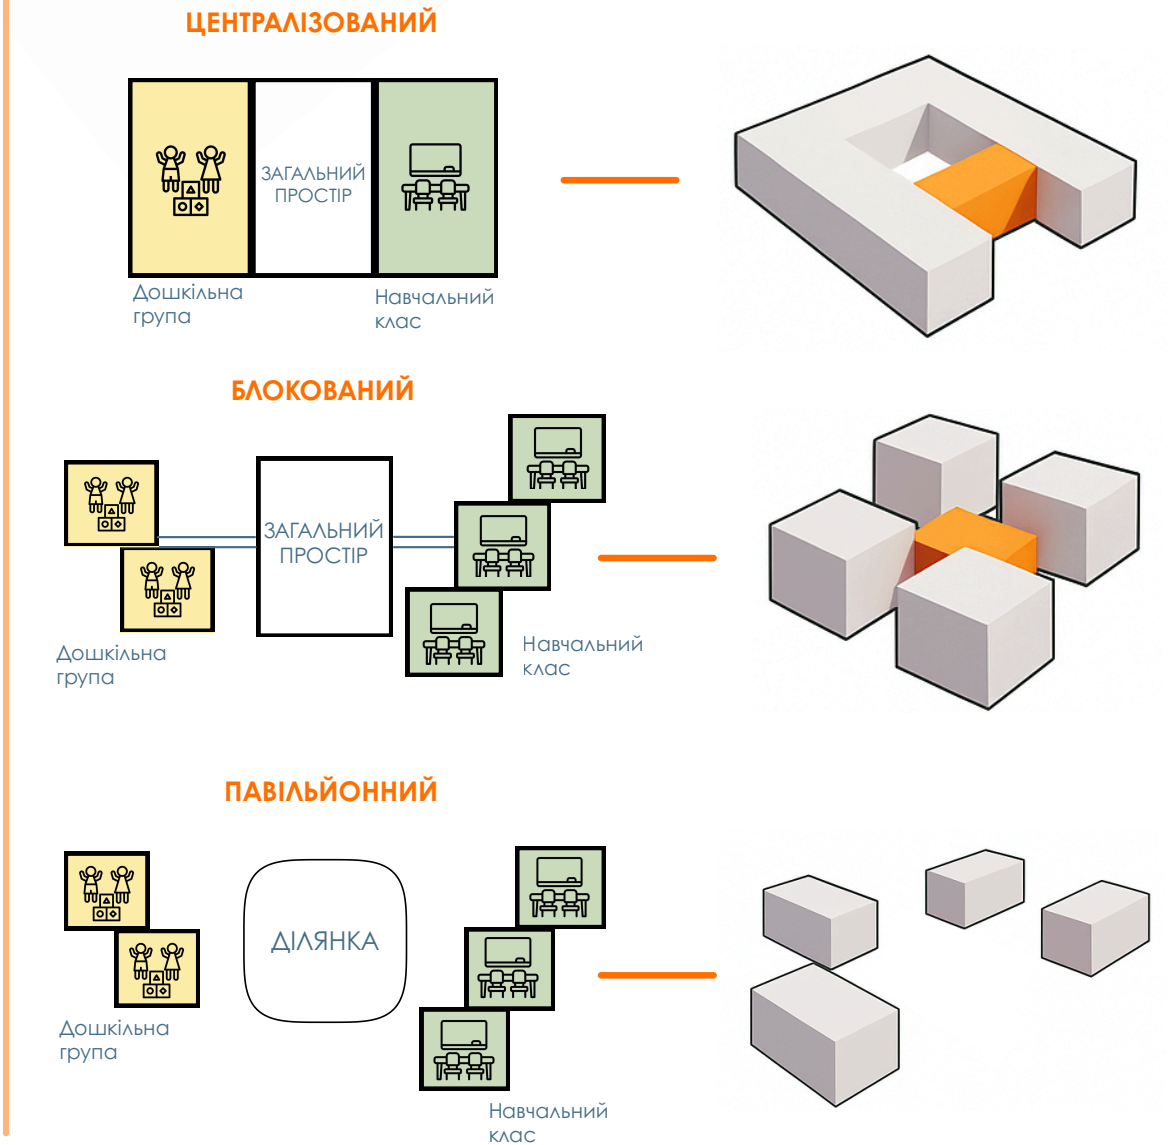 ЦЕНТРАЛІЗОВАНИЙ
ЗАГАЛЬНИЙ
ПРОСТІР
Дошкільна
група
Навчальний
клас
БЛОКОВАНИЙ
ЗАГАЛЬНИЙ
ПРОСТІР
Дошкільна
група
Навчальний
клас
ПАВІЛЬЙОННИЙ
ДІЛЯНКА
Дошкільна
група
Навчальний
клас